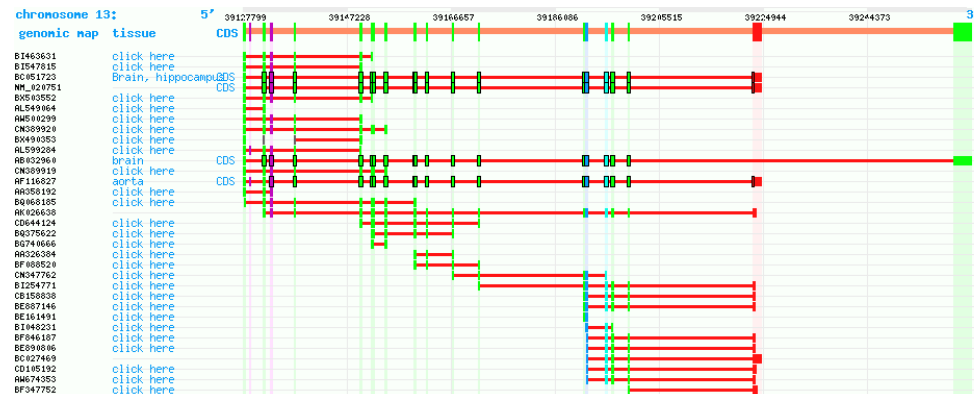 chromosome 13: 5' 39127799 39147228 39166657 39186086 39205515 39224944 39244373 3
genomic map tissue CDS
BI463631 click here
BI547815 click here
BC051723 Brain, hippocampus CDS
NM_020751 CDS
BX503552 click here
AL549064 click here
AW500299 click here
CN389920 click here
BX490353 click here
AL599284 click here
AB032960 brain CDS
CN389919 click here
AF116827 aorta CDS
AA358192 click here
BQ068185 click here
AK026638
CD644124 click here
BQ375622 click here
BG740666 click here
AA326384 click here
BF088520 click here
CN347762 click here
BI254771 click here
CB158838 click here
BE887146 click here
BE161491 click here
BI048231 click here
BF846187 click here
BE890806 click here
BC027469
CD105192 click here
AW674353 click here
BF347752 click here